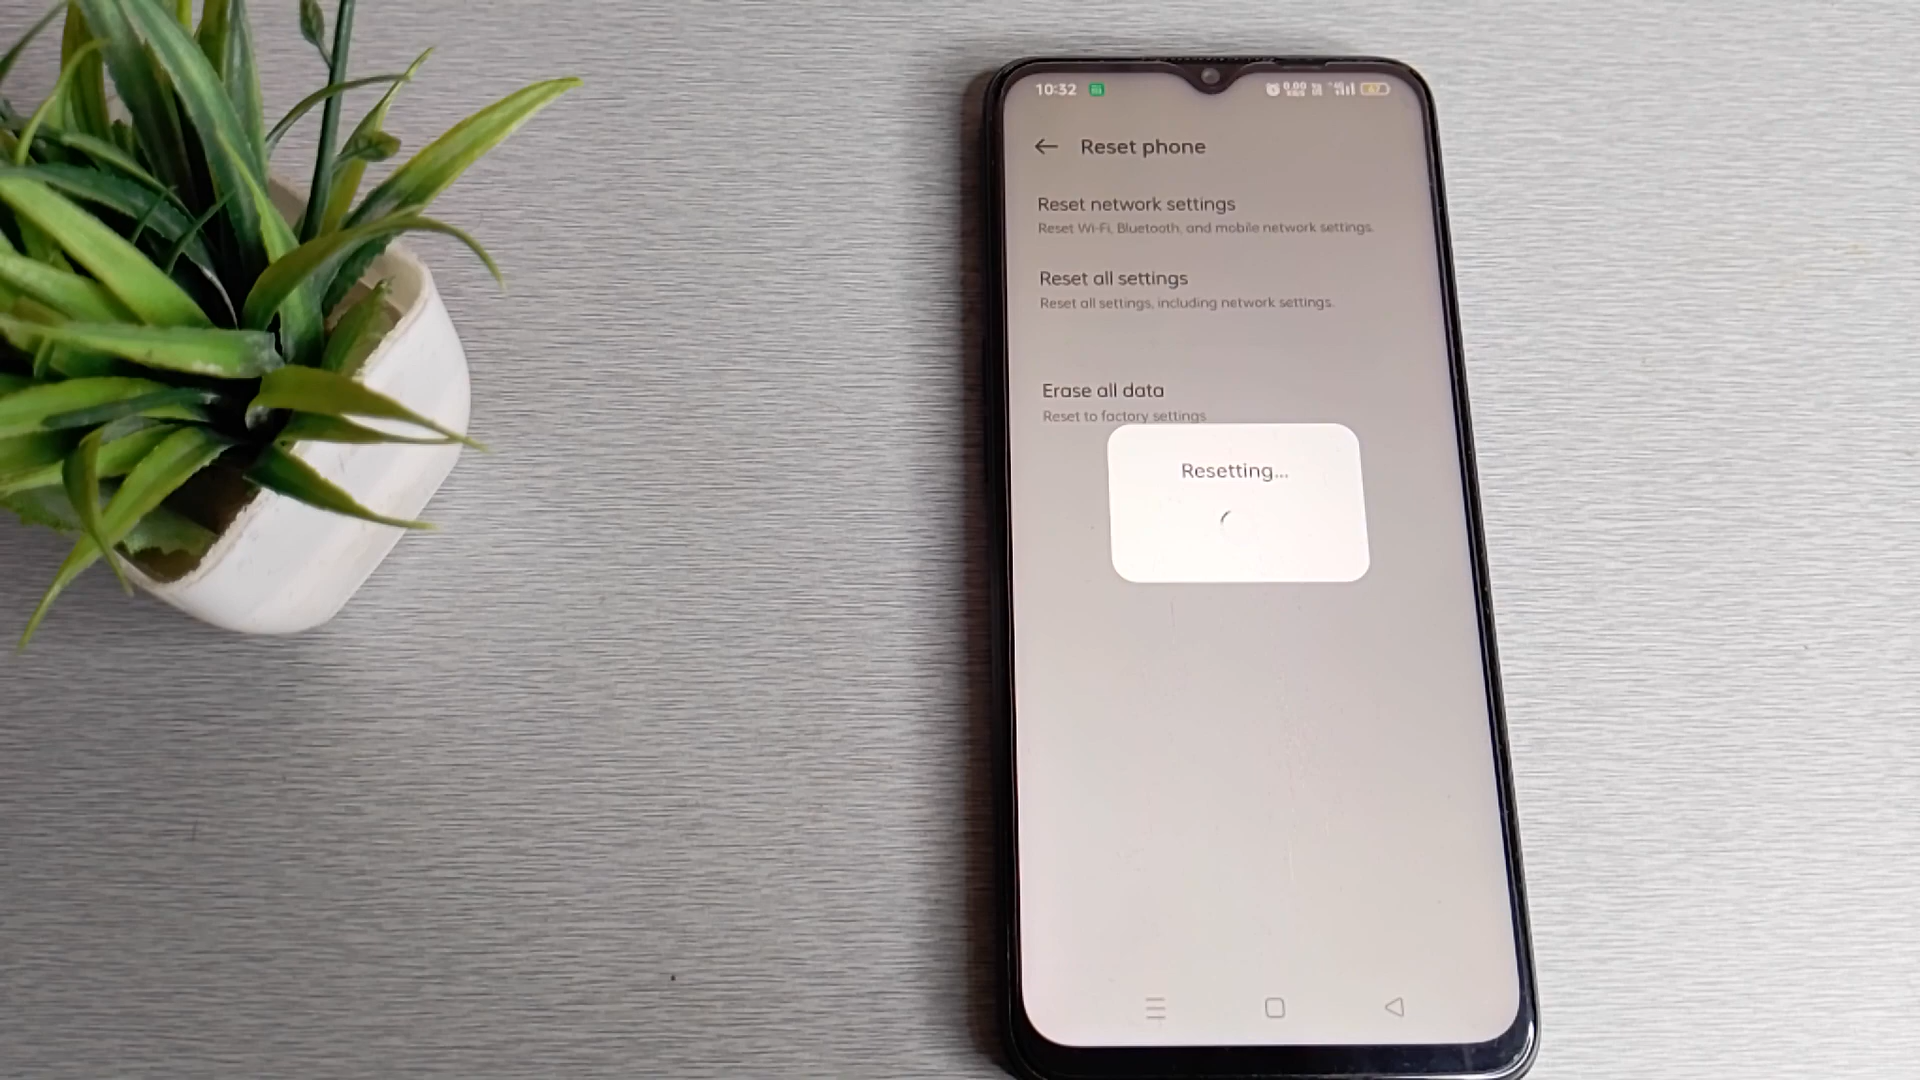 10:32
Reset phone
Reset network settings
Reset Wi-Fi, Bluetooth, and mobile network settings.
Reset all settings
Reset all settings, including network settings.
Erase all data
Reset to factory settings
Resetting...